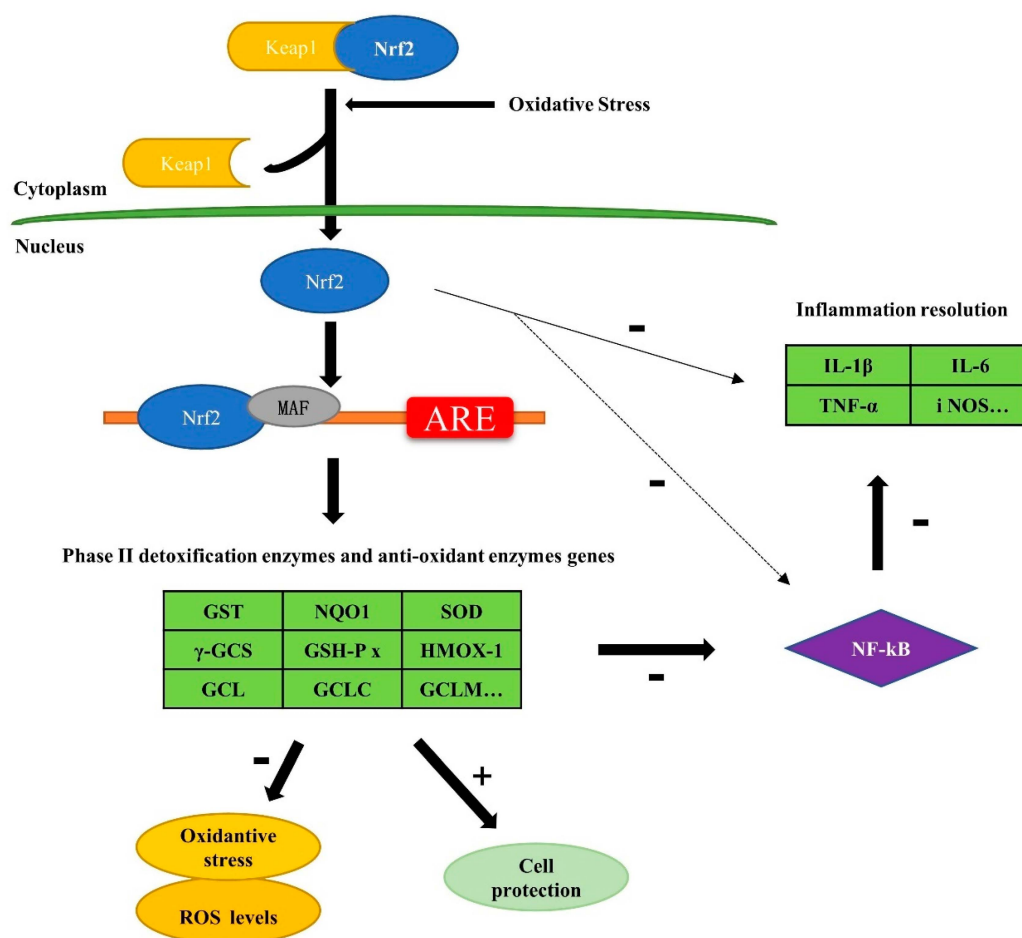 Keap1
Nrf2
Oxidative Stress
Keap1
Cytoplasm
Nucleus
Nrf2
-
Inflammation resolution
IL-1β IL-6
TNF-α i NOS...
Nrf2
MAF
ARE
-
-
Phase II detoxification enzymes and anti-oxidant enzymes genes
GST NQO1 SOD
γ-GCS GSH-P x HMOX-1
GCL GCLC GCLM...
-
NF-kB
-
+
Oxidantive
stress
ROS levels
Cell
protection